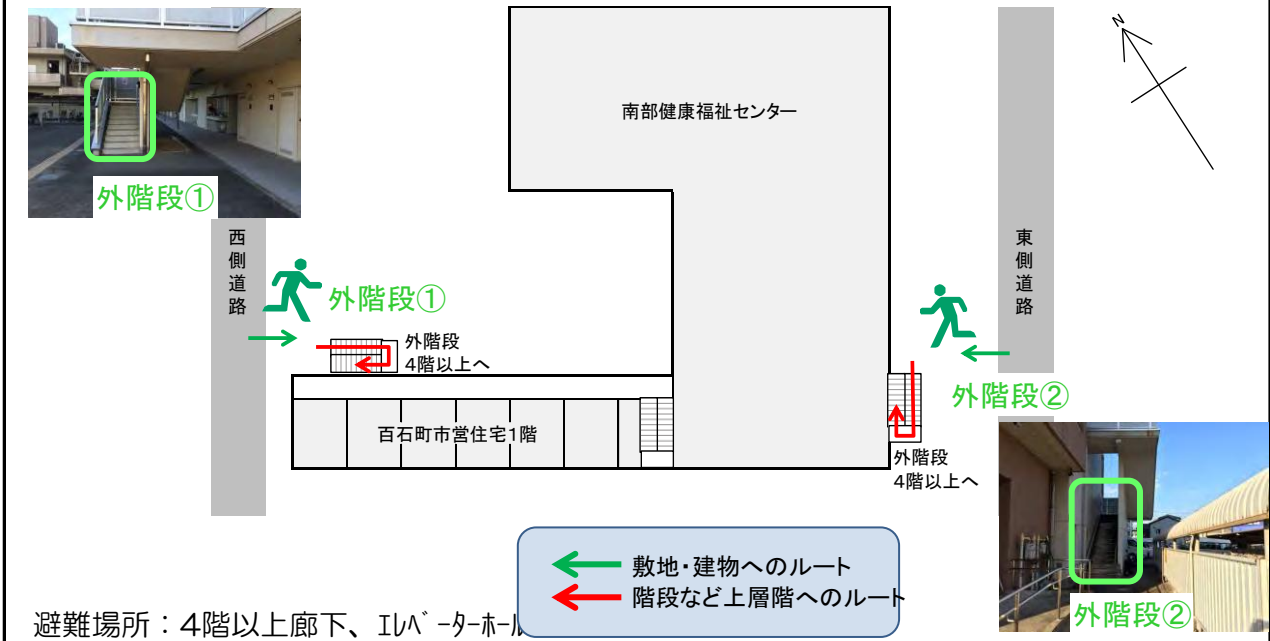 外階段①
N
南部健康福祉センター
西側道路
東側道路
外階段①
外階段
4階以上へ
外階段②
百石町市営住宅1階
外階段
4階以上へ
敷地・建物へのルート
階段など上層階へのルート
外階段②
避難場所：4階以上廊下、ｴﾚﾍﾞｰﾀｰﾎｰﾙ